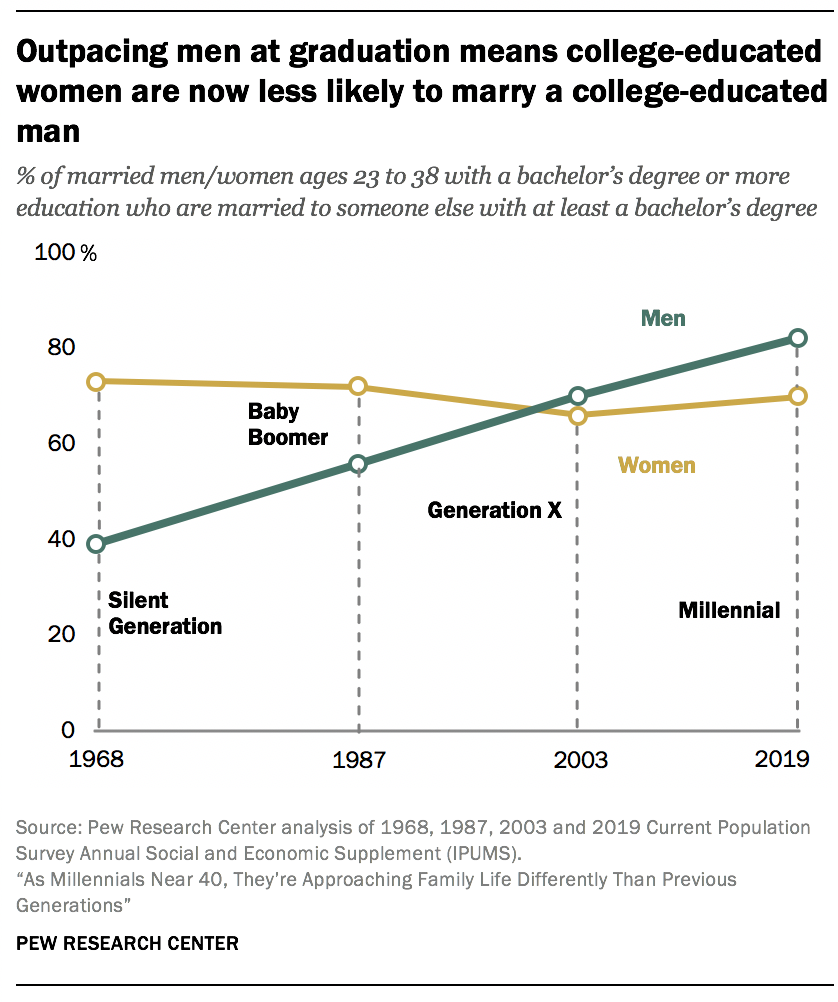 Outpacing men at graduation means college-educated
women are now less likely to marry a college-educated
man
% of married men/women ages 23 to 38 with a bachelor's degree or more
education who are married to someone else with at least a bachelor's degree
100 %
Men
80
Baby
Boomer
60
Women
Generation X
40
Silent
Generation
Millennial
20
0
1968
1987
2003
2019
Source: Pew Research Center analysis of 1968, 1987, 2003 and 2019 Current Population
Survey Annual Social and Economic Supplement (IPUMS).
“As Millennials Near 40, They're Approaching Family Life Differently Than Previous
Generations”
PEW RESEARCH CENTER